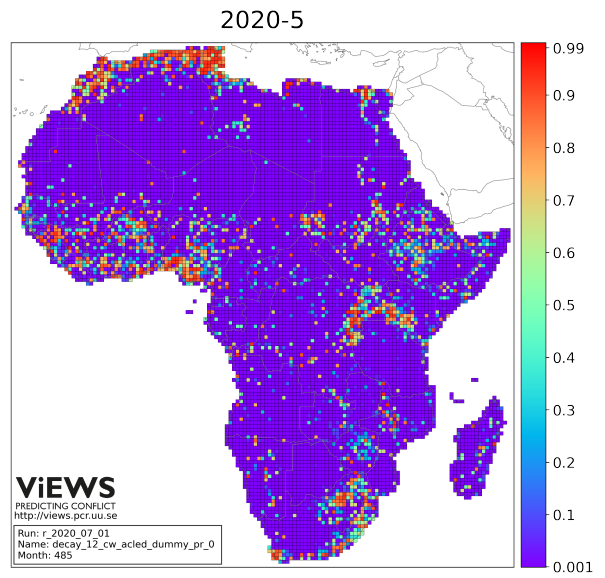 2020-5
0.99
0.9
0.8
0.7
0.6
0.5
0.4
0.3
0.2
0.1
0.001
ViEWS
PREDICTING CONFLICT
http://views.pcr.uu.se
Run: r_2020_07_01
Name: decay_12_cw_acled_dummy_pr_0
Month: 485